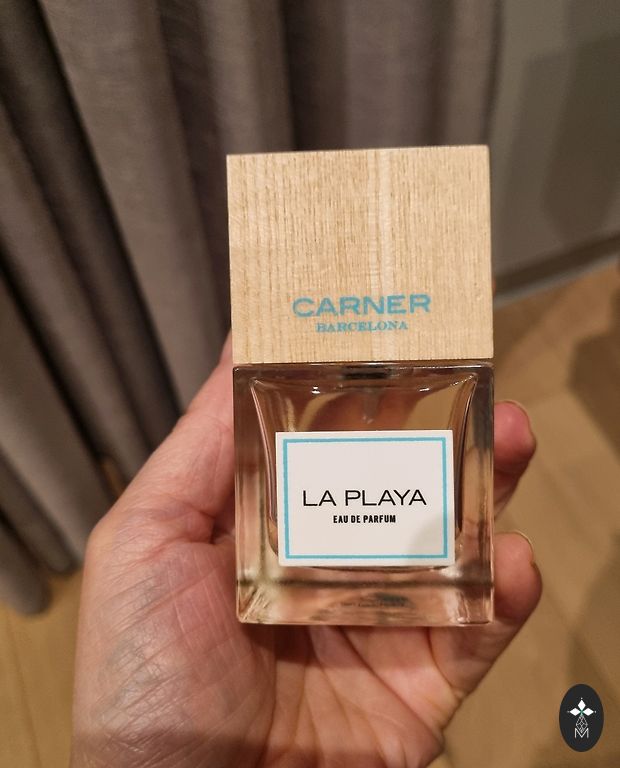 CARNER
BARCELONA
LA PLAYA
EAU DE PARFUM
M